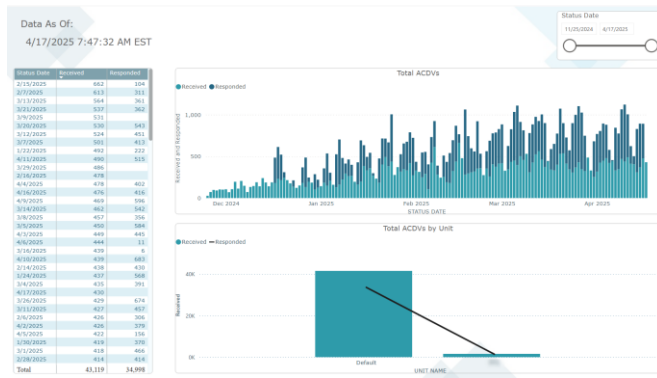 Data As Of:
4/17/2025 7:47:32 AM EST
Status Date
11/25/2024 4/17/2025
Status Date Received Responded
2/15/2025 662 104
2/7/2025 613 311
3/13/2025 564 361
3/21/2025 537 362
3/9/2025 531
3/20/2025 530 543
3/12/2025 524 451
3/7/2025 501 413
1/23/2025 492 222
4/11/2025 490 515
3/29/2025 486
2/16/2025 478
4/4/2025 478 402
4/16/2025 476 416
4/9/2025 469 596
3/14/2025 462 542
3/8/2025 457 356
3/5/2025 450 584
4/3/2025 449 445
4/6/2025 444 11
3/16/2025 439 6
4/10/2025 439 683
2/14/2025 438 430
1/24/2025 437 568
3/4/2025 435 391
4/17/2025 430
3/26/2025 429 674
3/11/2025 427 457
2/6/2025 426 306
4/2/2025 426 379
4/5/2025 422 156
1/30/2025 419 370
3/1/2025 418 466
2/28/2025 414 414
Total 43,119 34,998
Total ACDVs
Received Responded
Received and Responded
1,000
500
0
Dec 2024 Jan 2025 Feb 2025 Mar 2025 Apr 2025
STATUS DATE
Total ACDVs by Unit
Received Responded
Received
40K
20K
0K
Default
UNIT NAME